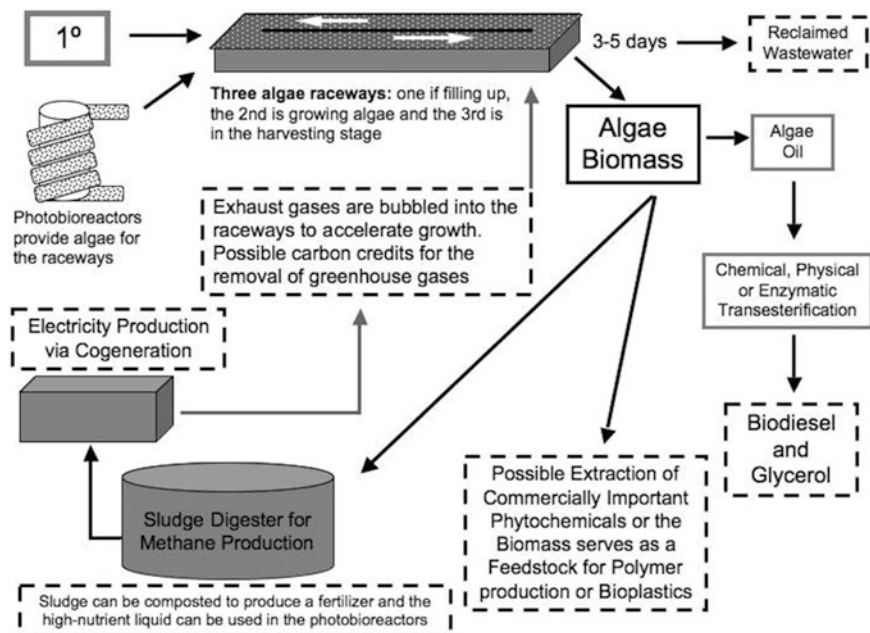 1º
3-5 days
Reclaimed
Wastewater
Three algae raceways: one if filling up,
the 2nd is growing algae and the 3rd is
in the harvesting stage
Algae
Biomass
Algae
Oil
Photobioreactors
provide algae for
the raceways
Exhaust gases are bubbled into the
raceways to accelerate growth.
Possible carbon credits for the
removal of greenhouse gases
Chemical, Physical
or Enzymatic
Transesterification
Electricity Production
via Cogeneration
Biodiesel
and
Glycerol
Sludge Digester for
Methane Production
Possible Extraction of
Commercially Important
Phytochemicals or the
Biomass serves as a
Feedstock for Polymer
production or Bioplastics
Sludge can be composted to produce a fertilizer and the
high-nutrient liquid can be used in the photobioreactors